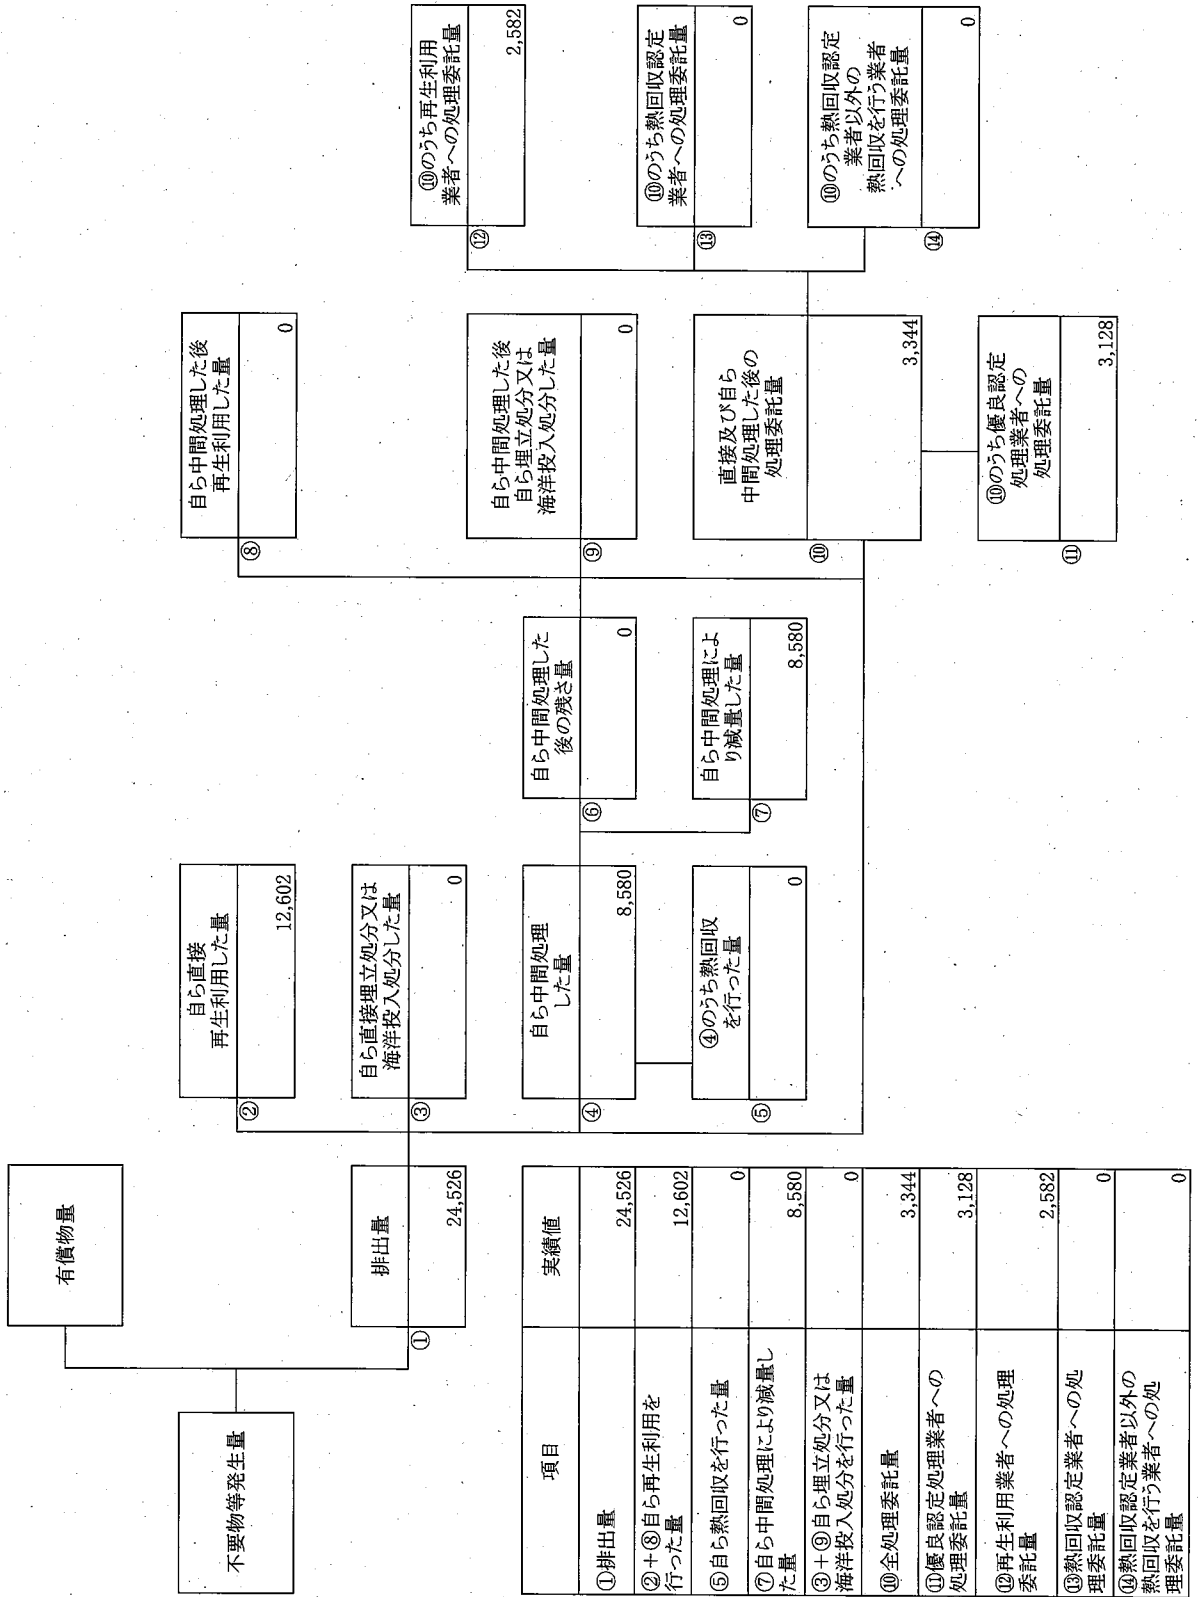 不要物等発生量
有償物量
排出量
①
24,526
自ら直接
再生利用した量
②
12,602
自ら直接埋立処分又は
海洋投入処分した量
③
0
自ら中間処理
した量
④
8,580
④のうち熱回収
を行った量
⑤
0
自ら中間処理した
後の残さ量
⑥
0
自ら中間処理によ
り減量した量
⑦
8,580
自ら中間処理した後
再生利用した量
⑧
0
自ら中間処理した後
自ら埋立処分又は
海洋投入処分した量
⑨
0
直接及び自ら
中間処理した後の
処理委託量
⑩
3,344
⑩のうち優良認定
処理業者への
処理委託量
⑪
3,128
⑩のうち再生利用
業者への処理委託量
⑫
2,582
⑩のうち熱回収認定
業者への処理委託量
⑬
0
⑩のうち熱回収認定
業者以外の
熱回収を行う業者
への処理委託量
⑭
0
項目 実績値
①排出量 24,526
②+⑧自ら再生利用を
行った量 12,602
⑤自ら熱回収を行った量 0
⑦自ら中間処理により減量し
た量 8,580
③+⑨自ら埋立処分又は
海洋投入処分を行った量 0
⑩全処理委託量 3,344
⑪優良認定処理業者への
処理委託量 3,128
⑫再生利用業者への処理
委託量 2,582
⑬熱回収認定業者への処
理委託量 0
⑭熱回収認定業者以外の
熱回収を行う業者への処
理委託量 0